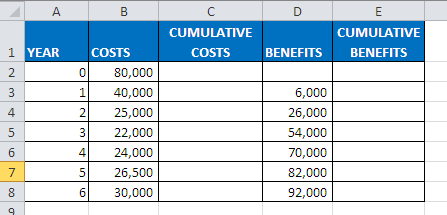 A B C D E
CUMULATIVE CUMULATIVE
1 YEAR COSTS COSTS BENEFITS BENEFITS
2 0 80,000
3 1 40,000 6,000
4 2 25,000 26,000
5 3 22,000 54,000
6 4 24,000 70,000
7 5 26,500 82,000
8 6 30,000 92,000
9